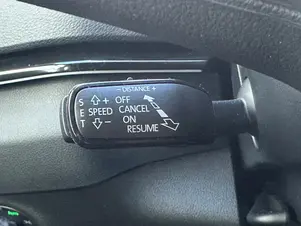 - DISTANCE +
S E T
+ OFF
SPEED CANCEL
- ON
RESUME